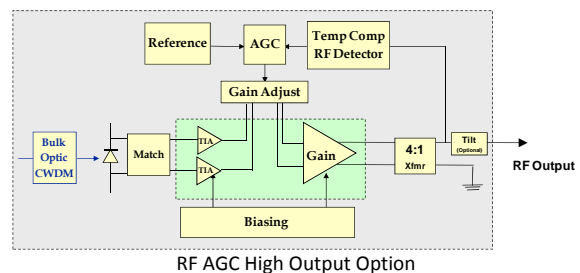 Reference
AGC
Temp Comp
RF Detector
Gain Adjust
Bulk
Optic
CWDM
Match
TIA
TIA
Gain
4:1
Xfmr
Tilt
(Optional)
RF Output
Biasing
RF AGC High Output Option